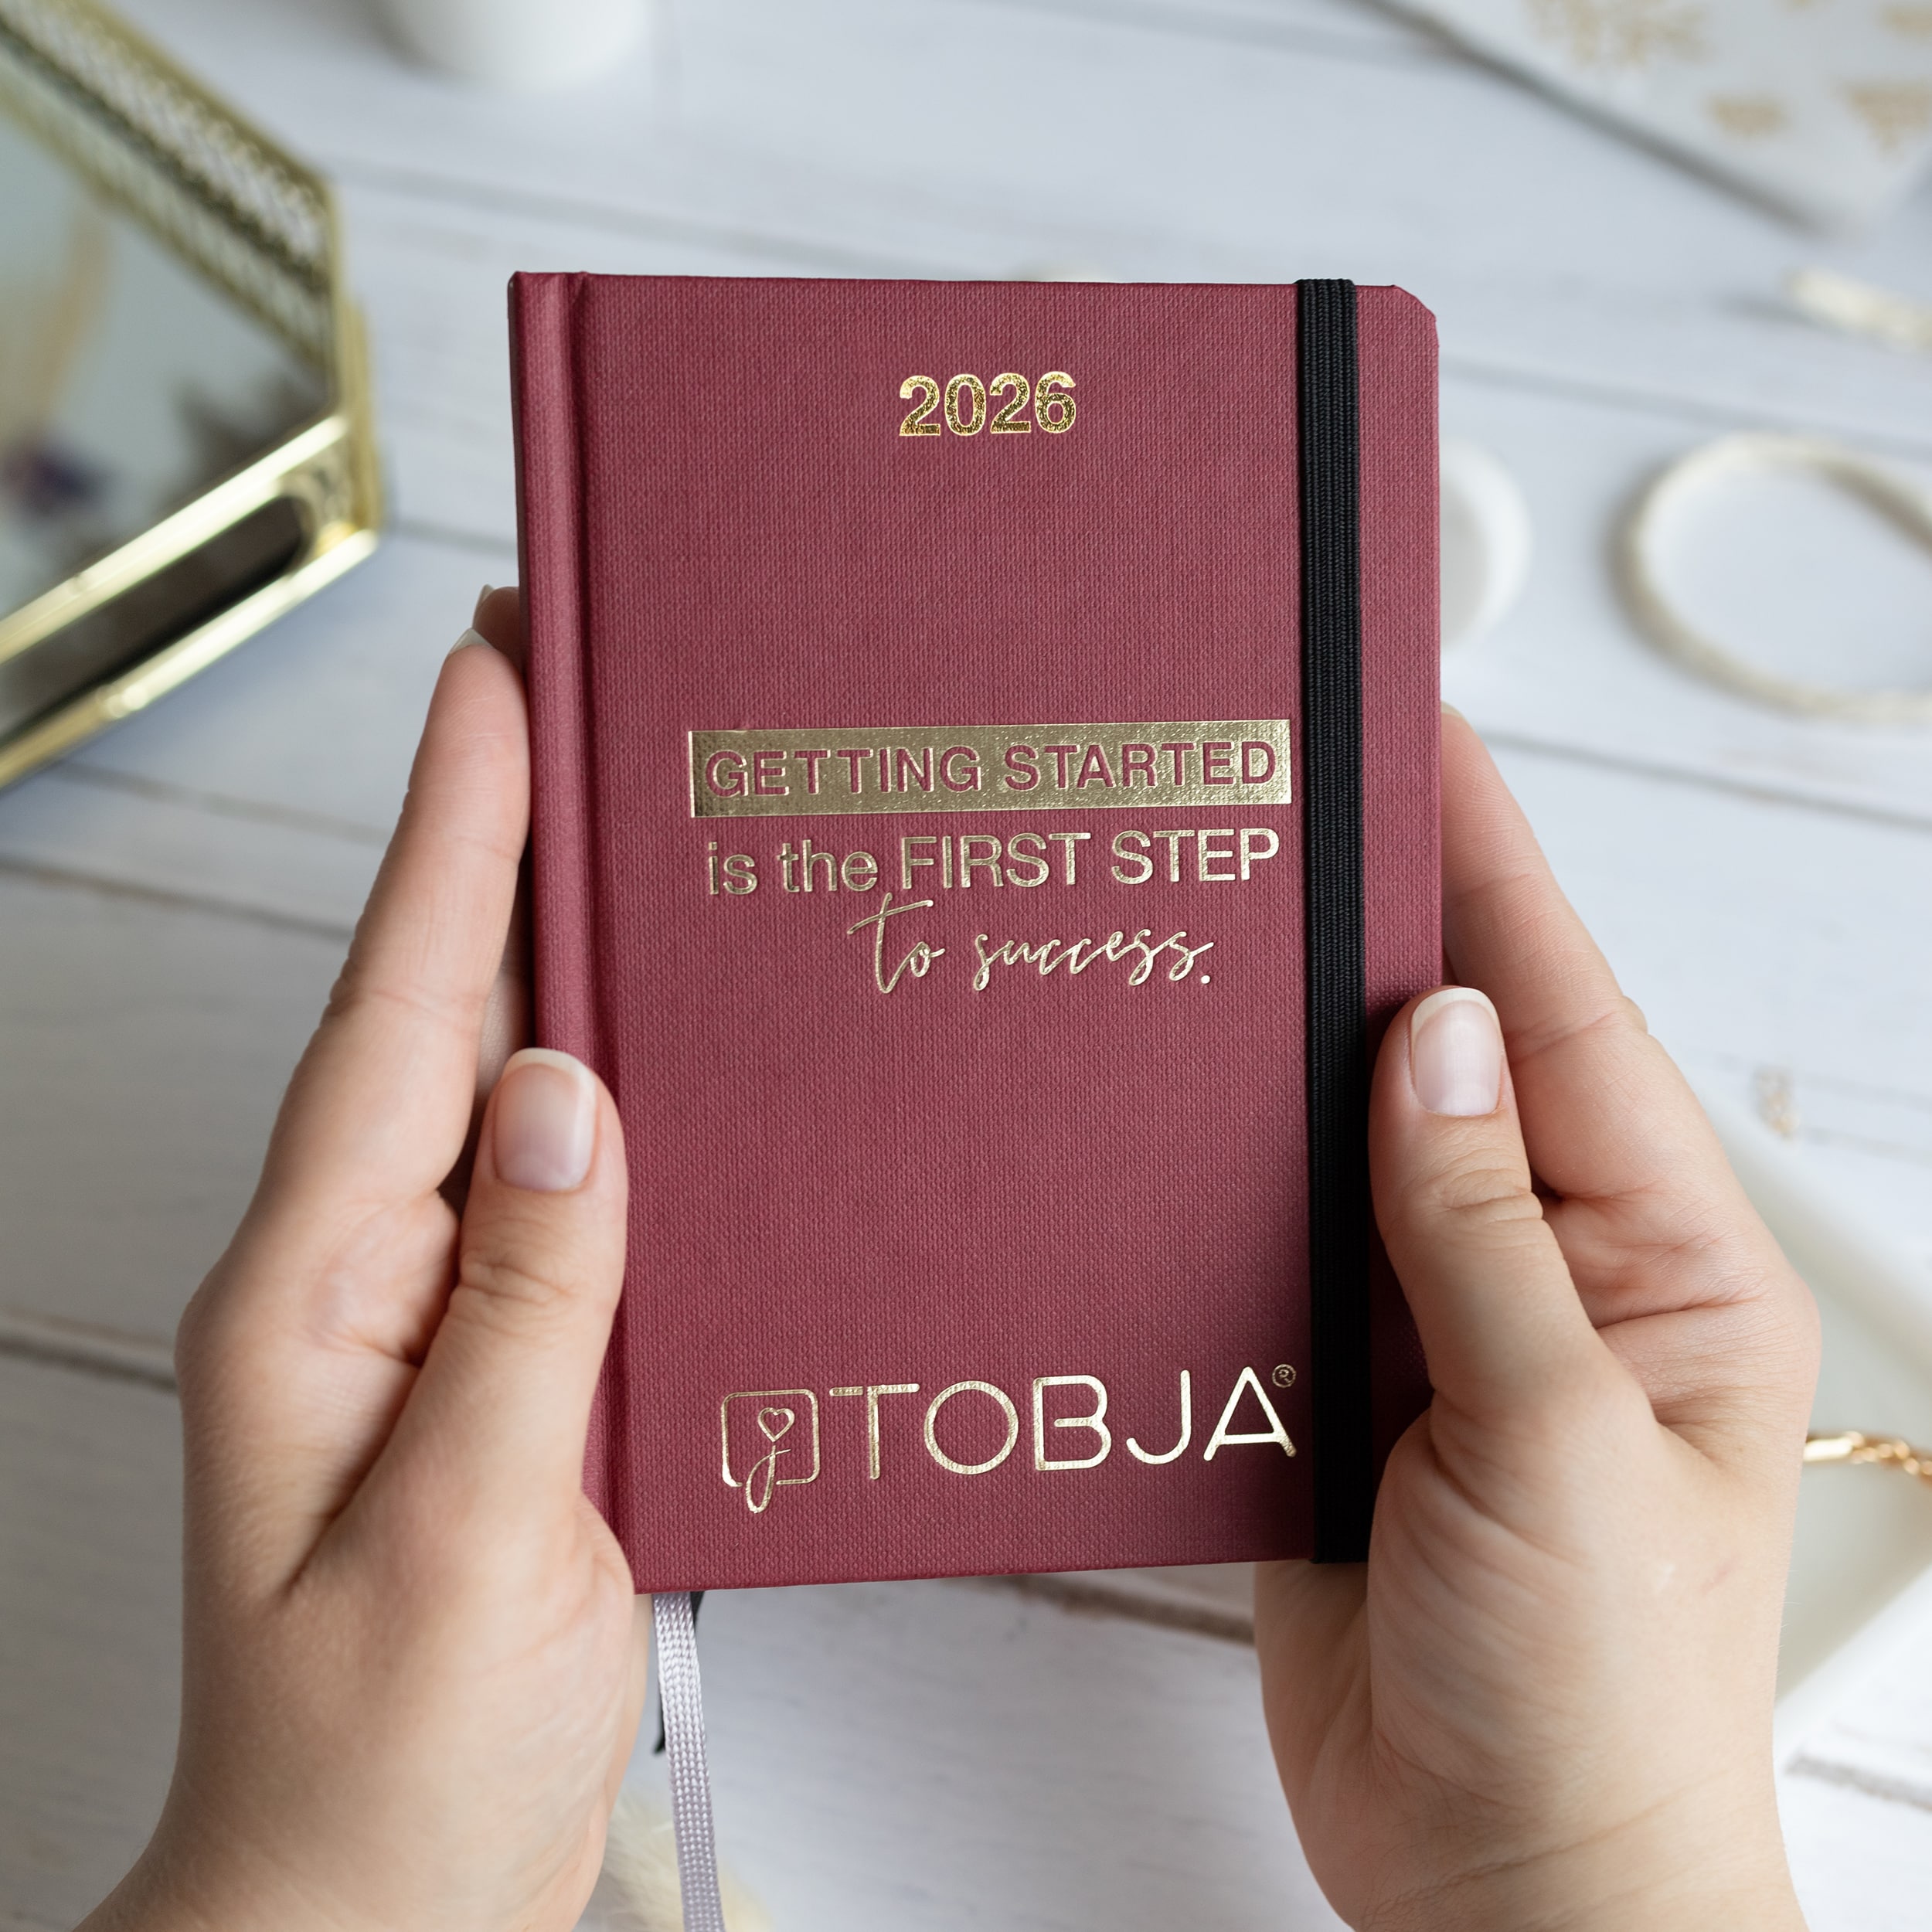 2026
GETTING STARTED
is the FIRST STEP
to success.
TOBJA®